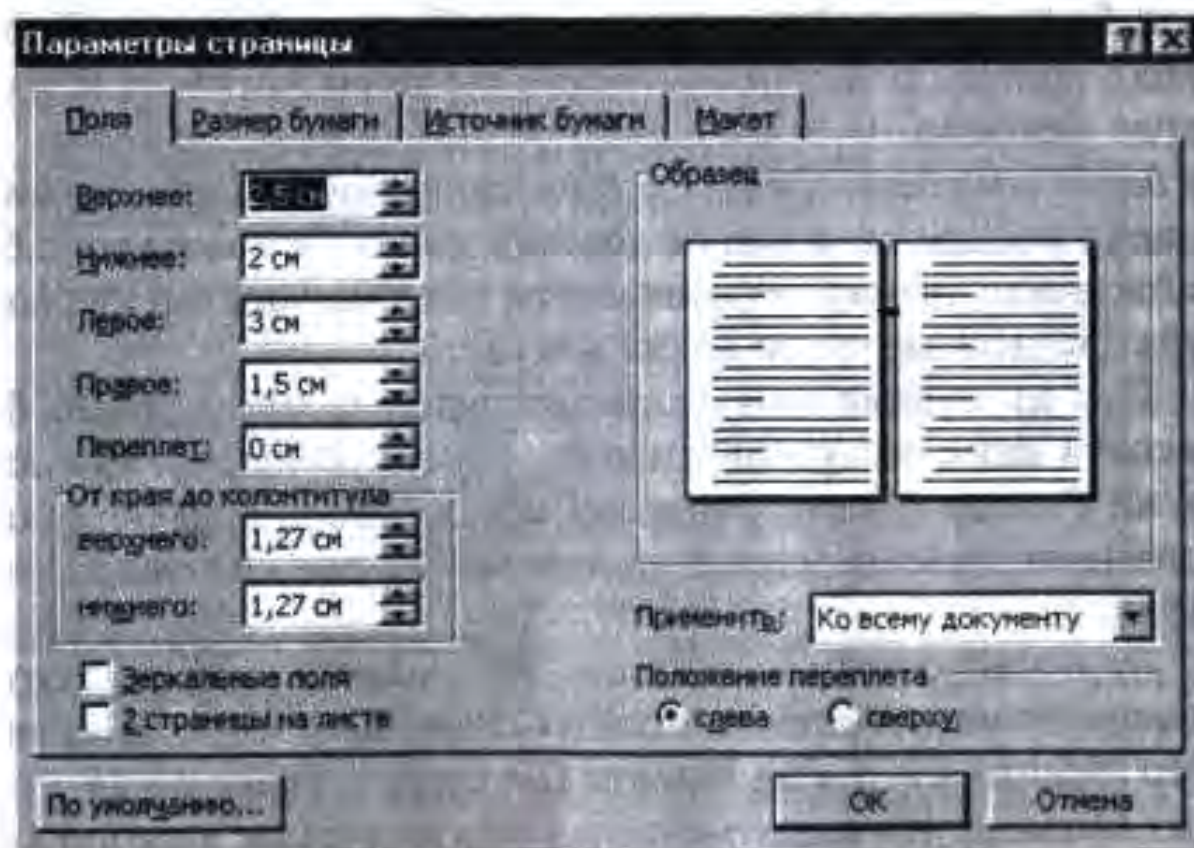 Параметры страницы
Поля Размер бумаги Источник бумаги Макет
Верхнее: 2,5 см
Нижнее: 2 см
Левое: 3 см
Правое: 1,5 см
Переплет: 0 см
От края до колонтитула
верхнего: 1,27 см
нижнего: 1,27 см
Зеркальные поля
2 страницы на листе
Образец
Применить: Ко всему документу
Положение переплета
слева сверху
По умолчанию... ОК Отмена